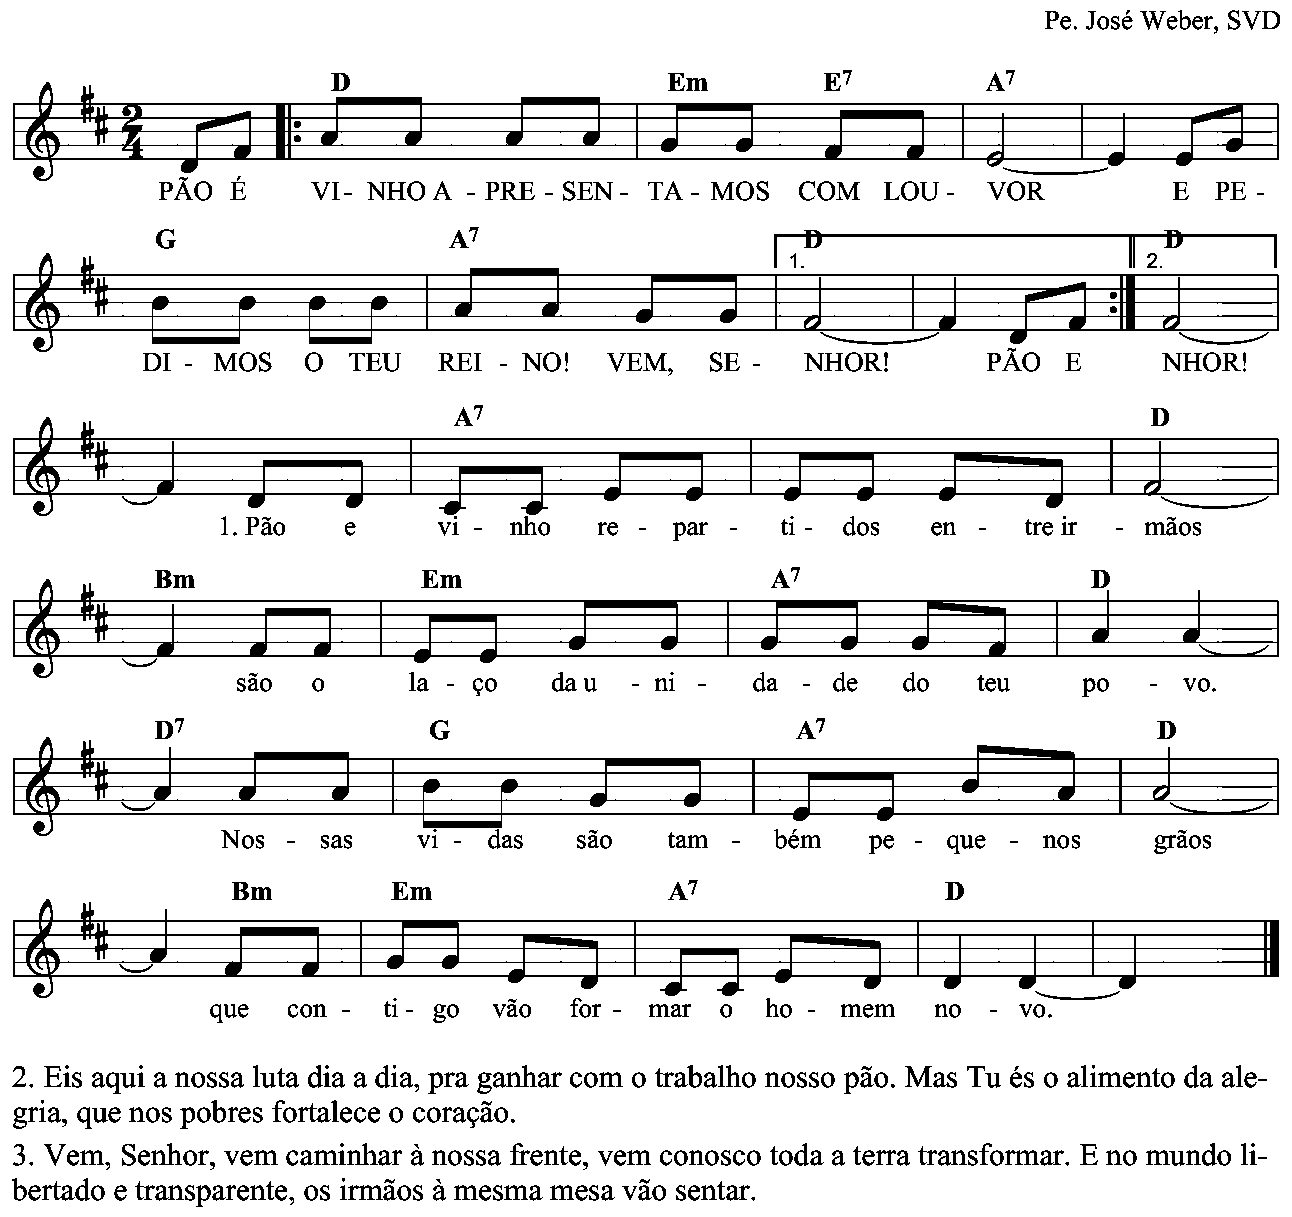 Pe. José Weber, SVD
D Em E7 A7
2/4
PÃO É VI- NHO A - PRE - SEN - TA - MOS COM LOU - VOR E PE -
G A7 D D
1. 2.
DI - MOS O TEU REI - NO! VEM, SE - NHOR! PÃO E NHOR!
A7 D
1. Pão e vi - nho re - par - ti - dos en - tre ir - mãos
Bm Em A7 D
são o la - ço da u - ni - da - de do teu po - vo.
D7 G A7 D
Nos - sas vi - das são tam - bém pe - que - nos grãos
Bm Em A7 D
que con - ti - go vão for - mar o ho - mem no - vo.
2. Eis aqui a nossa luta dia a dia, pra ganhar com o trabalho nosso pão. Mas Tu és o alimento da ale-
gria, que nos pobres fortalece o coração.
3. Vem, Senhor, vem caminhar à nossa frente, vem conosco toda a terra transformar. E no mundo li-
bertado e transparente, os irmãos à mesma mesa vão sentar.